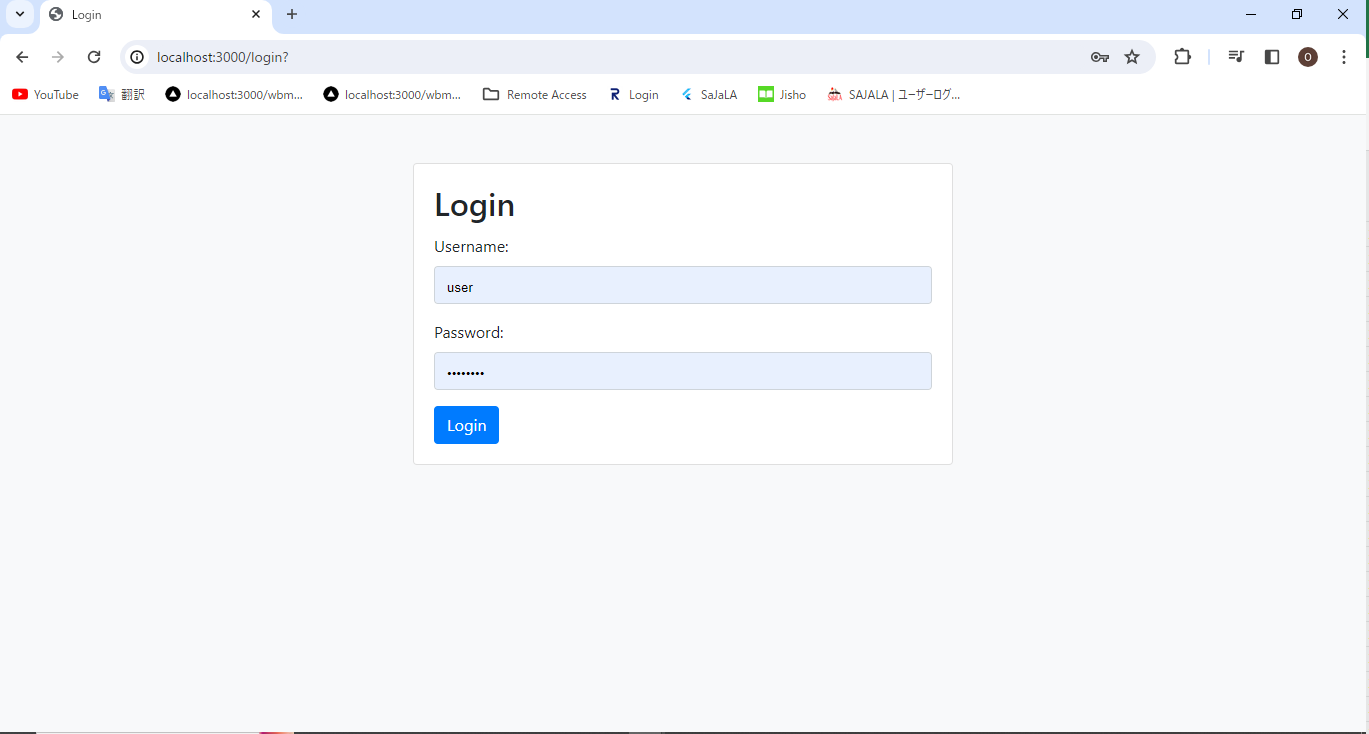 Login
localhost:3000/login?
O
YouTube 翻訳 localhost:3000/wbm... localhost:3000/wbm... Remote Access Login SaJaLA Jisho SAJALA | ユーザーログ...
Login
Username:
user
Password:
••••••••
Login